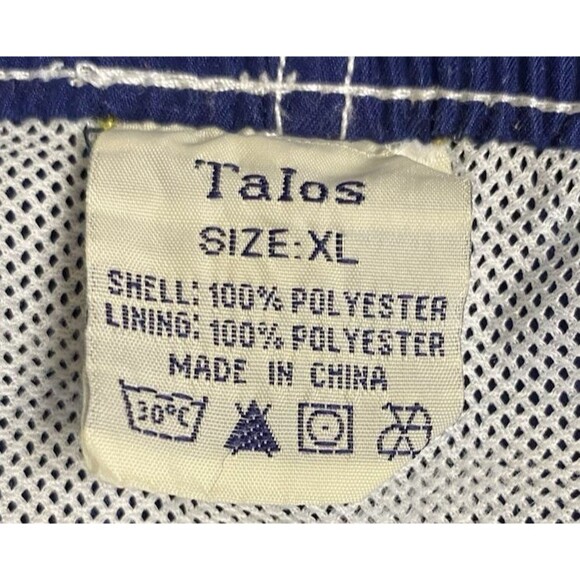 Talos
SIZE: XL
SHELL: 100% POLYESTER
LINING: 100% POLYESTER
MADE IN CHINA
30°C